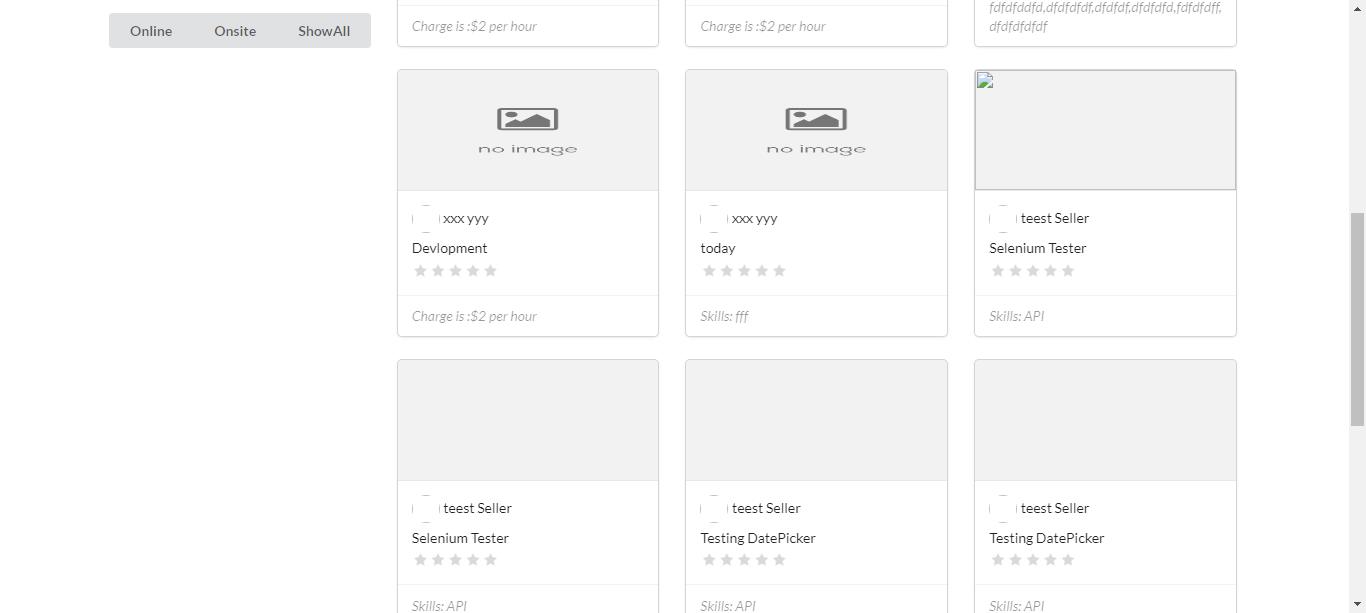 Online Onsite ShowAll
Charge is :$2 per hour
Charge is :$2 per hour
fdfdfddfd,dfdfdfdf,dfdfdf,dfdfdfd,fdfdfdff,
dfdfdfdfdf
no image
xxx yyy
Devlopment
Charge is :$2 per hour
no image
xxx yyy
today
Skills: fff
teest Seller
Selenium Tester
Skills: API
teest Seller
Selenium Tester
Skills: API
teest Seller
Testing DatePicker
Skills: API
teest Seller
Testing DatePicker
Skills: API